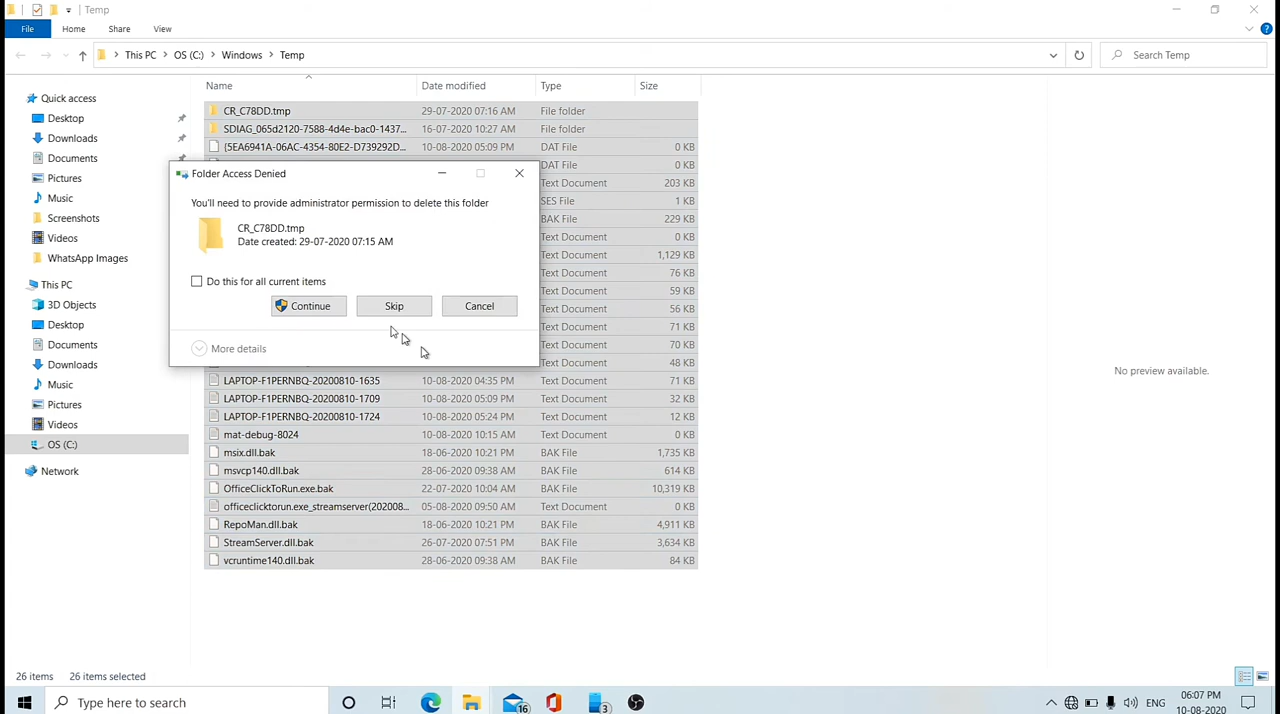 Temp
File Home Share View
This PC OS (C:) Windows Temp Search Temp
Name Date modified Type Size
Quick access
Desktop
Downloads
Documents
Pictures
Music
Screenshots
Videos
WhatsApp Images
This PC
3D Objects
Desktop
Documents
Downloads
Music
Pictures
Videos
OS (C:)
Network
CR_C78DD.tmp 29-07-2020 07:16 AM File folder
SDIAG_065d2120-7588-4d4e-bac0-1437... 16-07-2020 10:27 AM File folder
{5EA6941A-06AC-4354-80E2-D739292D... 10-08-2020 05:09 PM DAT File 0 KB
DAT File 0 KB
Text Document 203 KB
SES File 1 KB
BAK File 229 KB
Text Document 0 KB
Text Document 1,129 KB
Text Document 76 KB
Text Document 59 KB
Text Document 56 KB
Text Document 71 KB
Text Document 70 KB
Text Document 48 KB
LAPTOP-F1PERNBQ-20200810-1635 10-08-2020 04:35 PM Text Document 71 KB
LAPTOP-F1PERNBQ-20200810-1709 10-08-2020 05:09 PM Text Document 32 KB
LAPTOP-F1PERNBQ-20200810-1724 10-08-2020 05:24 PM Text Document 12 KB
mat-debug-8024 10-08-2020 10:15 AM Text Document 0 KB
msix.dll.bak 18-06-2020 10:21 PM BAK File 1,735 KB
msvcp140.dll.bak 28-06-2020 09:38 AM BAK File 614 KB
OfficeClickToRun.exe.bak 22-07-2020 10:04 AM BAK File 10,319 KB
officeclicktorun.exe_streamserver(202008... 05-08-2020 09:50 AM Text Document 0 KB
RepoMan.dll.bak 18-06-2020 10:21 PM BAK File 4,911 KB
StreamServer.dll.bak 26-07-2020 07:51 PM BAK File 3,634 KB
vcruntime140.dll.bak 28-06-2020 09:38 AM BAK File 84 KB
Folder Access Denied
You'll need to provide administrator permission to delete this folder
CR_C78DD.tmp
Date created: 29-07-2020 07:15 AM
Do this for all current items
Continue Skip Cancel
More details
No preview available.
26 items 26 items selected
Type here to search
16
3
ENG
06:07 PM
10-08-2020